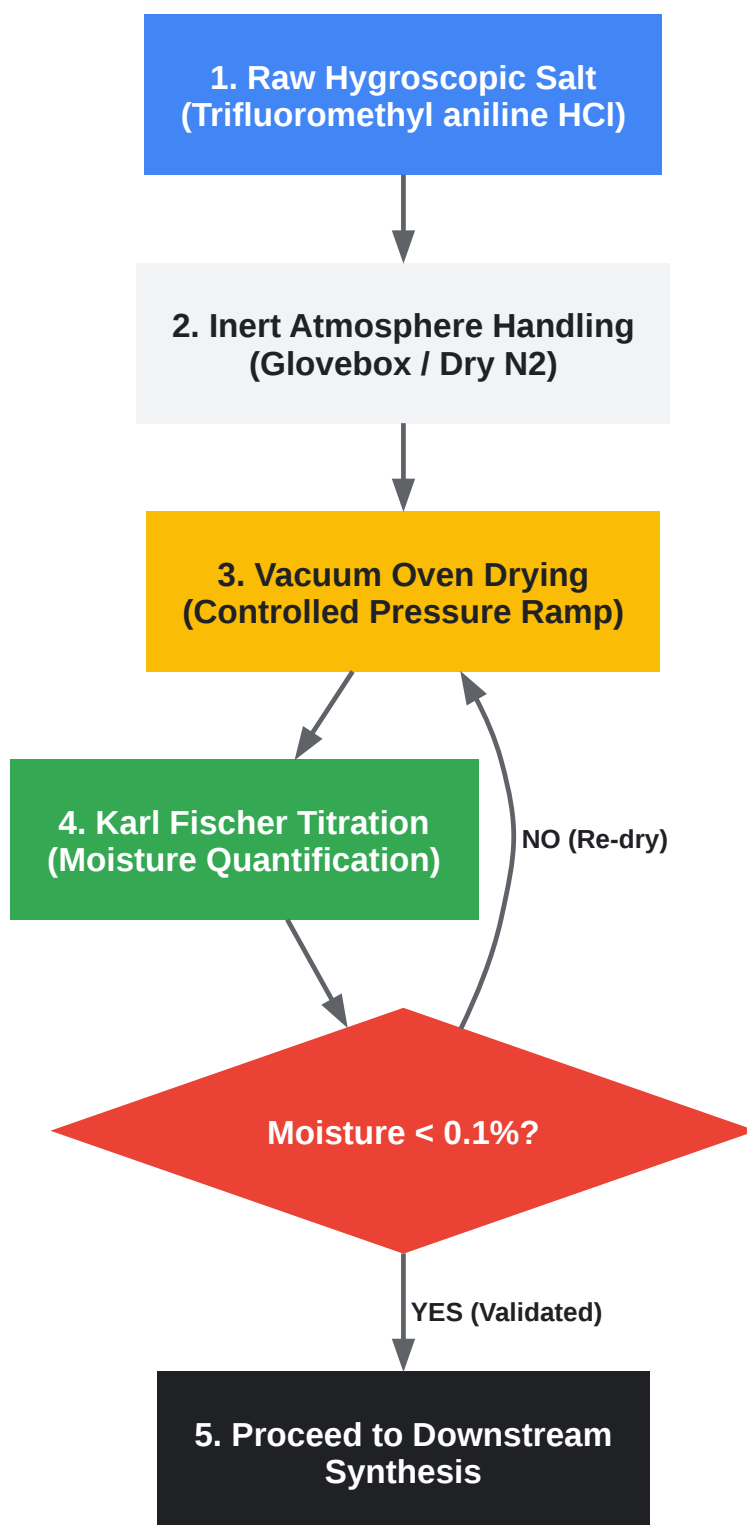 1. Raw Hygroscopic Salt
(Trifluoromethyl aniline HCl)
2. Inert Atmosphere Handling
(Glovebox / Dry N2)
3. Vacuum Oven Drying
(Controlled Pressure Ramp)
4. Karl Fischer Titration
(Moisture Quantification)
NO (Re-dry)
Moisture < 0.1%?
YES (Validated)
5. Proceed to Downstream
Synthesis